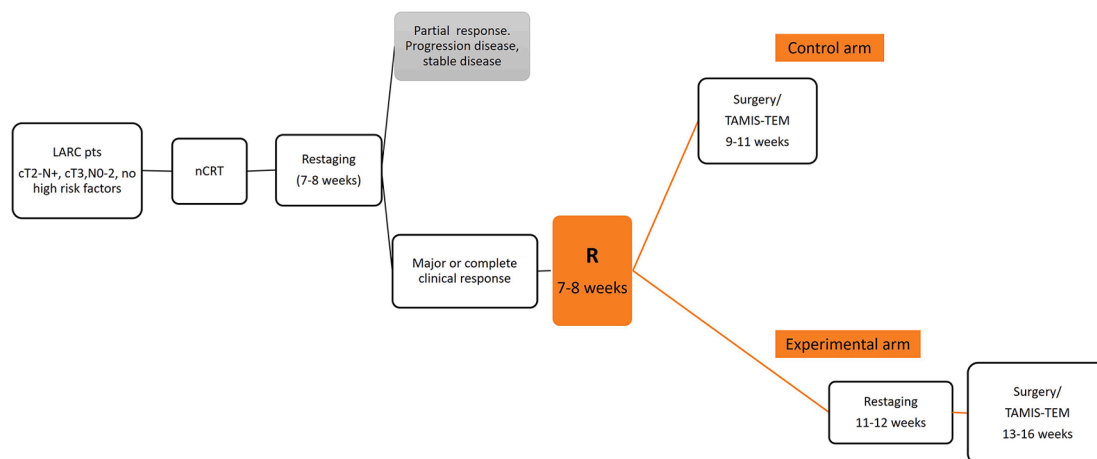 LARC pts
cT2-N+, cT3,N0-2, no
high risk factors
nCRT
Restaging
(7-8 weeks)
Partial response.
Progression disease,
stable disease
Major or complete
clinical response
R
7-8 weeks
Control arm
Surgery/
TAMIS-TEM
9-11 weeks
Experimental arm
Restaging
11-12 weeks
Surgery/
TAMIS-TEM
13-16 weeks